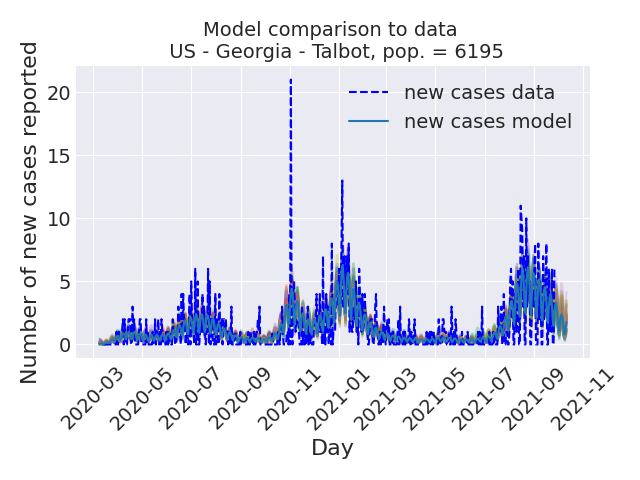 Model comparison to data
US - Georgia - Talbot, pop. = 6195
Number of new cases reported
20
15
10
5
0
new cases data
new cases model
2020-03
2020-05
2020-07
2020-09
2020-11
2021-01
2021-03
2021-05
2021-07
2021-09
2021-11
Day